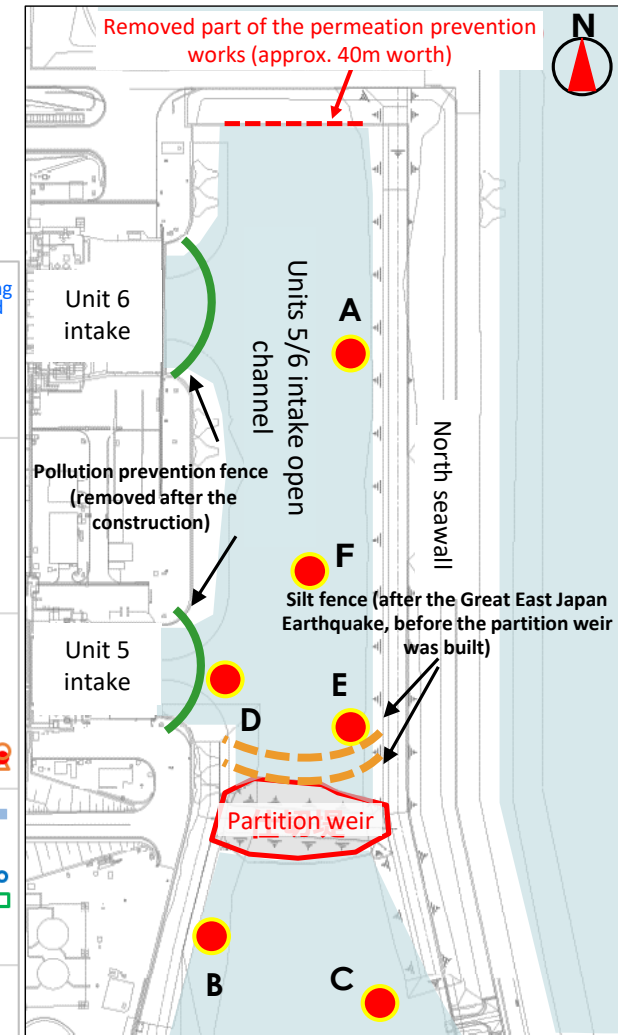 Removed part of the permeation prevention
works (approx. 40m worth)
N
ng
d
Unit 6
intake
Units 5/6 intake open
channel
A
North seawall
Pollution prevention fence
(removed after the
construction)
F
Silt fence (after the Great East Japan
Earthquake, before the partition weir
was built)
Unit 5
intake
D
E
Partition weir
B
C